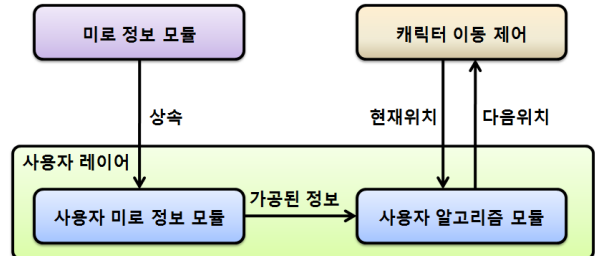 미로 정보 모듈
캐릭터 이동 제어
상속
현재위치
다음위치
사용자 레이어
사용자 미로 정보 모듈
가공된 정보
사용자 알고리즘 모듈